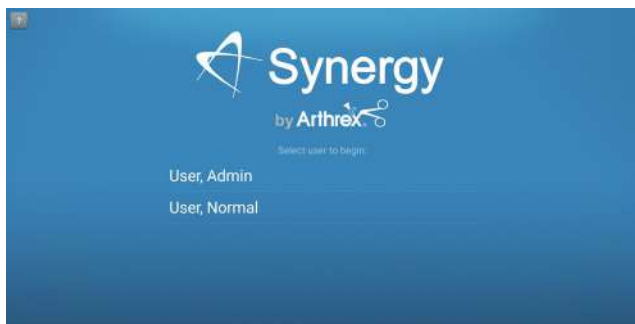 ?
Synergy
by Arthrex
Select user to begin:
User, Admin
User, Normal